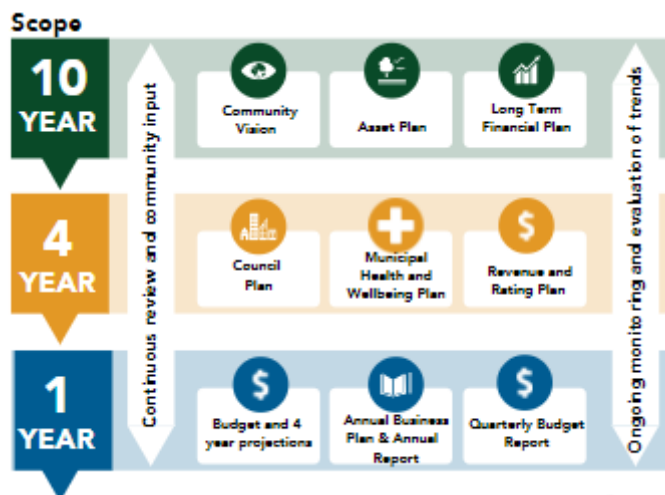 Scope
10
YEAR
Continuous review and community input
Community
Vision
Asset Plan
Long Term
Financial Plan
Ongoing monitoring and evaluation of trends
4
YEAR
Council
Plan
Municipal
Health and
Wellbeing Plan
Revenue and
Rating Plan
1
YEAR
Budget and 4
year projections
Annual Business
Plan & Annual
Report
Quarterly Budget
Report